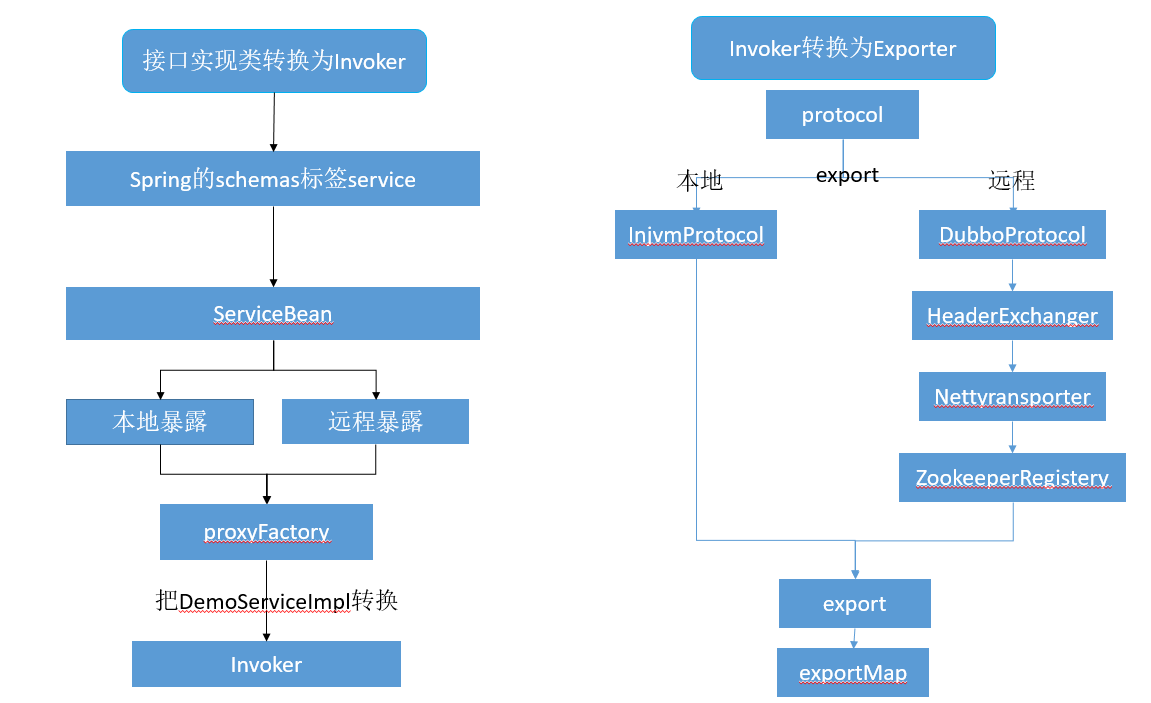 接口实现类转换为Invoker
Spring的schemas标签service
ServiceBean
本地暴露
远程暴露
proxyFactory
把DemoServiceImpl转换
Invoker
Invoker转换为Exporter
protocol
本地
export
远程
InjvmProtocol
DubboProtocol
HeaderExchanger
Nettyransporter
ZookeeperRegistery
export
exportMap